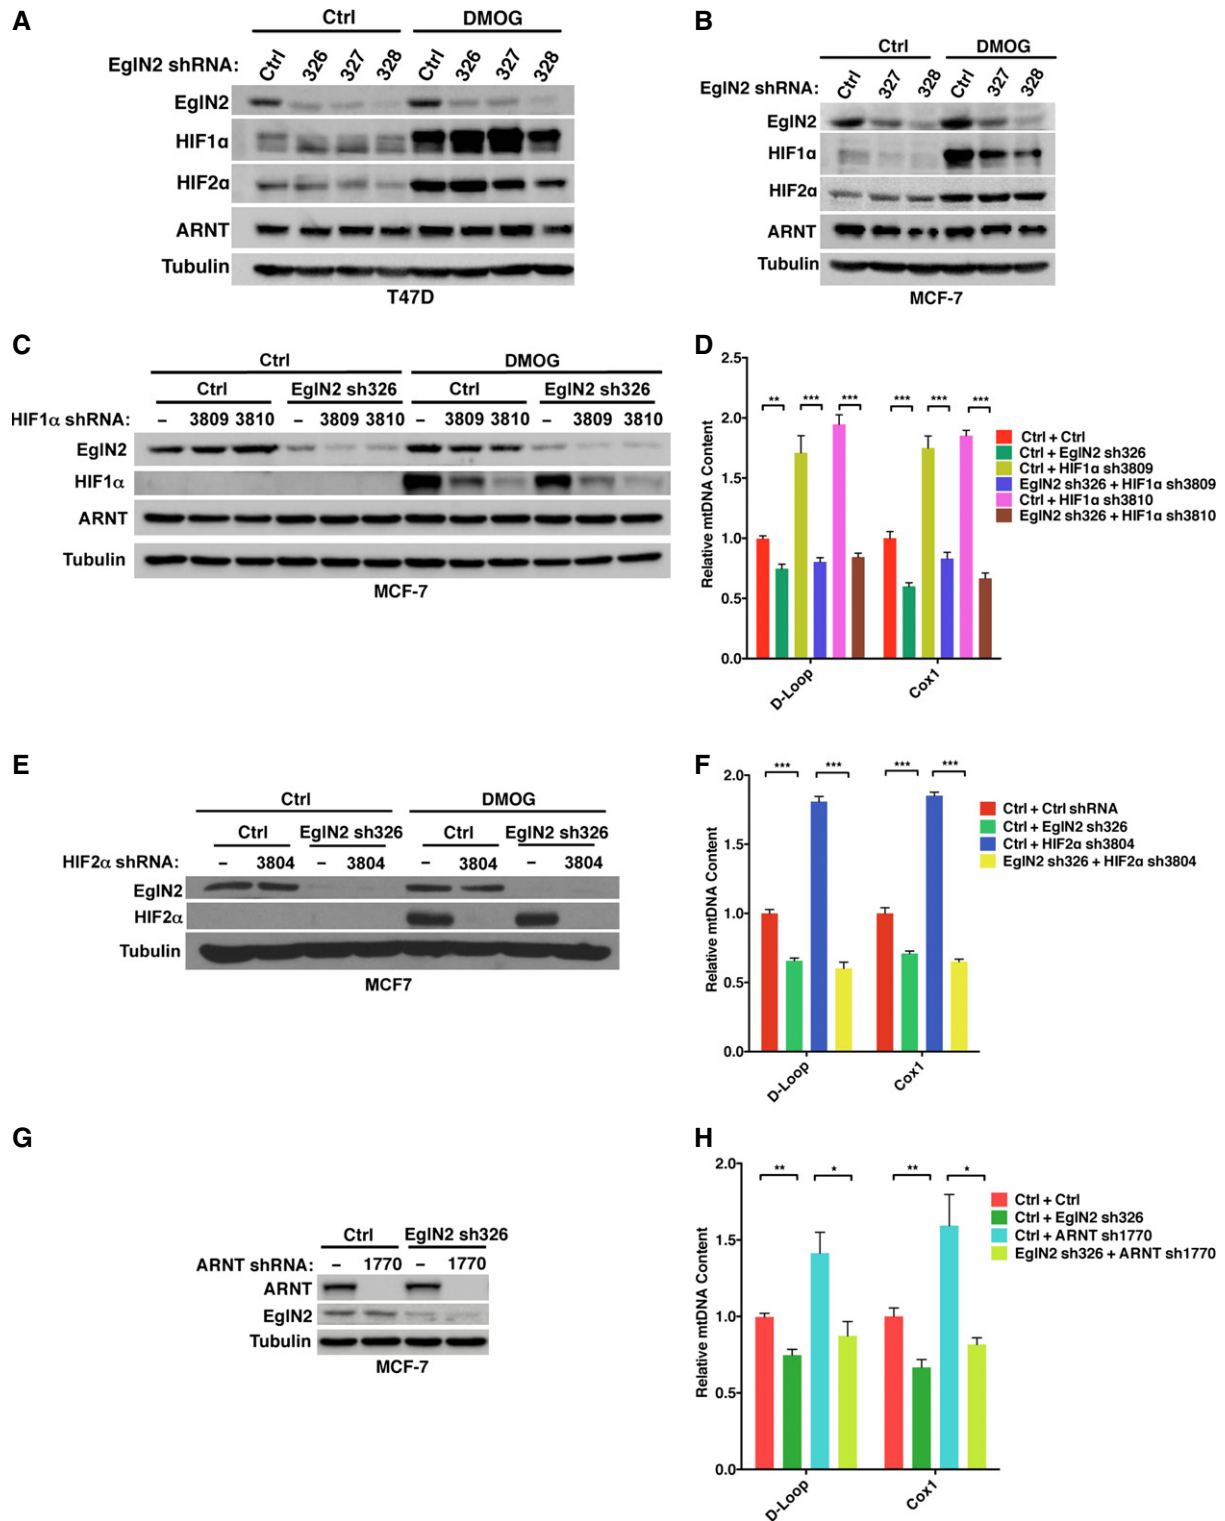 A
Ctrl DMOG
EglN2 shRNA: Ctrl 326 327 328 Ctrl 326 327 328
EglN2
HIF1α
HIF2α
ARNT
Tubulin
T47D
B
Ctrl DMOG
EglN2 shRNA: Ctrl 327 328 Ctrl 327 328
EglN2
HIF1α
HIF2α
ARNT
Tubulin
MCF-7
C
Ctrl DMOG
Ctrl EglN2 sh326 Ctrl EglN2 sh326
HIF1α shRNA: – 3809 3810 – 3809 3810 – 3809 3810 – 3809 3810
EglN2
HIF1α
ARNT
Tubulin
MCF-7
D
Relative mtDNA Content
2.5
2.0
1.5
1.0
0.5
0.0
** *** *** *** *** ***
D-Loop Cox1
Ctrl + Ctrl
Ctrl + EglN2 sh326
Ctrl + HIF1α sh3809
EglN2 sh326 + HIF1α sh3809
Ctrl + HIF1α sh3810
EglN2 sh326 + HIF1α sh3810
E
Ctrl DMOG
Ctrl EglN2 sh326 Ctrl EglN2 sh326
HIF2α shRNA: – 3804 – 3804 – 3804 – 3804
EglN2
HIF2α
Tubulin
MCF7
F
Relative mtDNA Content
2.0
1.5
1.0
0.5
0.0
*** *** *** ***
D-Loop Cox1
Ctrl + Ctrl shRNA
Ctrl + EglN2 sh326
Ctrl + HIF2α sh3804
EglN2 sh326 + HIF2α sh3804
G
Ctrl EglN2 sh326
ARNT shRNA: – 1770 – 1770
ARNT
EglN2
Tubulin
MCF-7
H
Relative mtDNA Content
2.0
1.5
1.0
0.5
0.0
** * ** *
D-Loop Cox1
Ctrl + Ctrl
Ctrl + EglN2 sh326
Ctrl + ARNT sh1770
EglN2 sh326 + ARNT sh1770